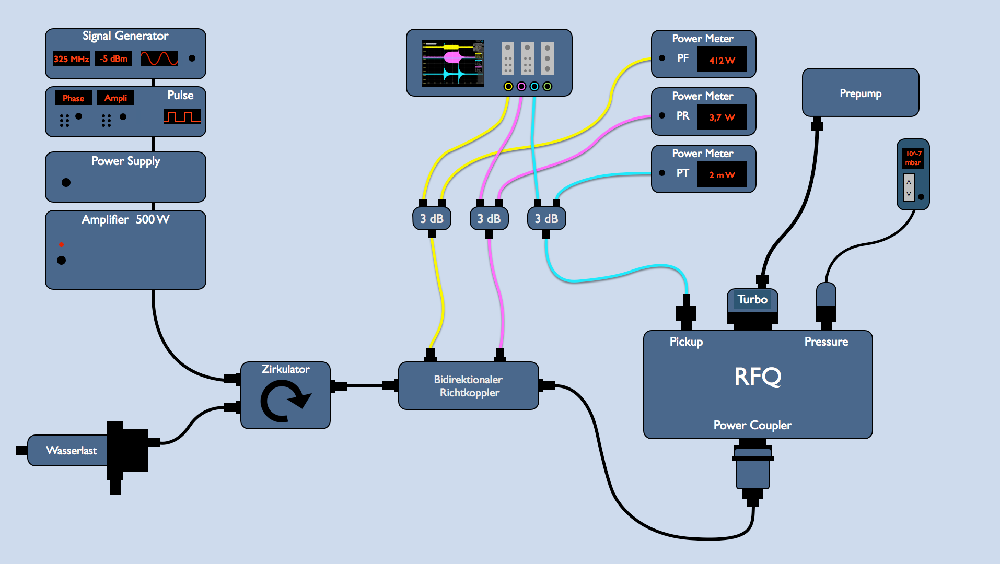 Signal Generator
325 MHz
-5 dBm
Phase
Ampli
Pulse
Power Supply
Amplifier 500 W
Power Meter
PF
412 W
Power Meter
PR
3,7 W
Power Meter
PT
2 mW
Prepump
10^-7
mbar
3 dB
3 dB
3 dB
Turbo
Pickup
Pressure
RFQ
Power Coupler
Zirkulator
Bidirektionaler
Richtkoppler
Wasserlast